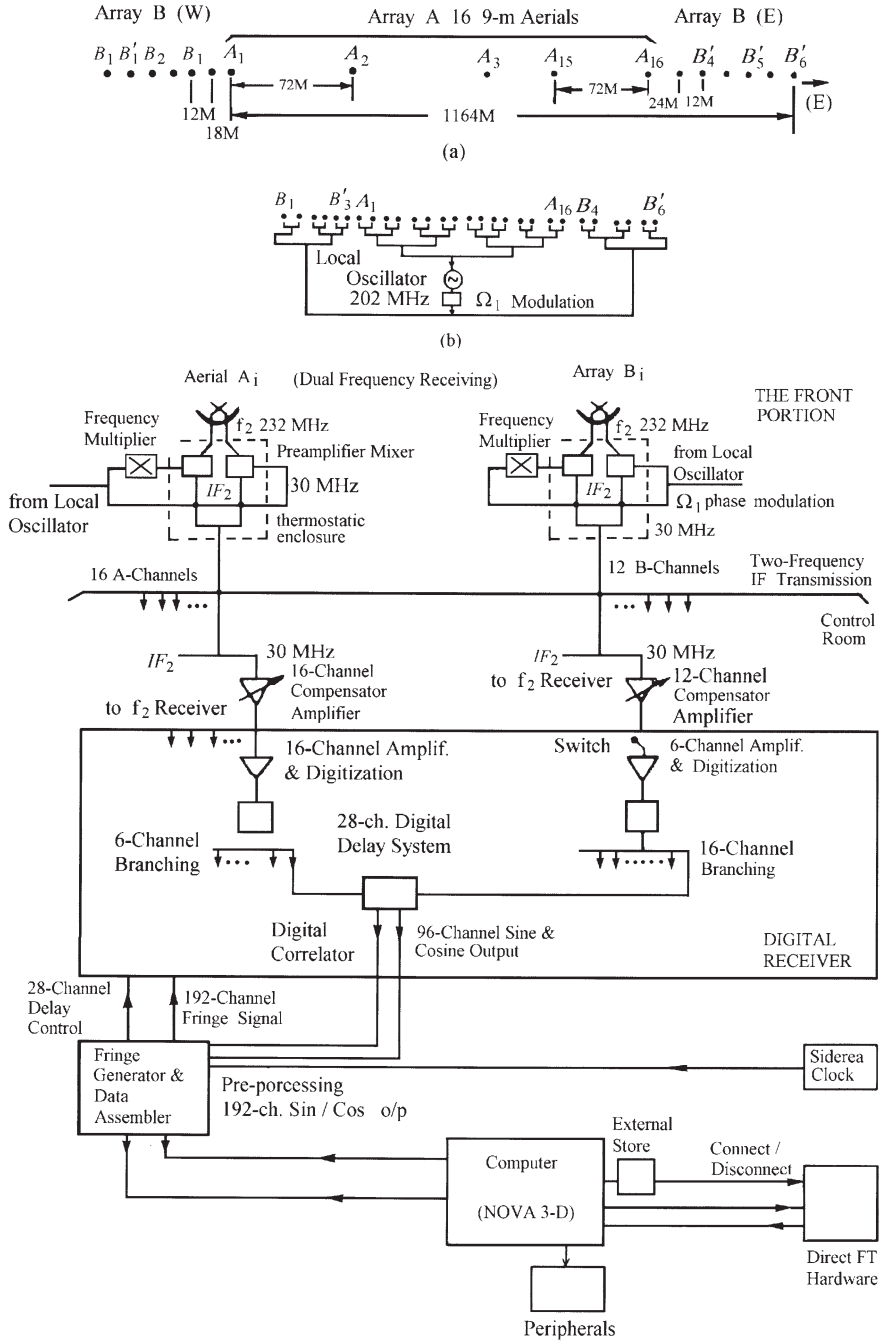 Array B (W)
Array A 16 9-m Aerials
Array B (E)
B1 B′1 B2 B1 A1 A2 A3 A15 A16 B′4 B′5 B′6
72M
72M
24M 12M
12M
18M
1164M
(E)
(a)
B1 B′3 A1 A16 B4 B′6
Local
Oscillator
202 MHz
Ω1 Modulation
(b)
Aerial Ai (Dual Frequency Receiving)
Array Bi
THE FRONT
PORTION
Frequency
Multiplier
f2 232 MHz
Preamplifier Mixer
IF2
30 MHz
from Local
Oscillator
thermostatic
enclosure
Frequency
Multiplier
f2 232 MHz
from Local
Oscillator
IF2
Ω1 phase modulation
30 MHz
16 A-Channels
12 B-Channels
Two-Frequency
IF Transmission
Control
Room
IF2
30 MHz
16-Channel
Compensator
Amplifier
to f2 Receiver
IF2
30 MHz
to f2 Receiver
12-Channel
Compensator
Amplifier
16-Channel Amplif.
& Digitization
Switch
6-Channel Amplif.
& Digitization
6-Channel
Branching
28-ch. Digital
Delay System
16-Channel
Branching
Digital
Correlator
96-Channel Sine &
Cosine Output
DIGITAL
RECEIVER
28-Channel
Delay
Control
192-Channel
Fringe Signal
Fringe
Generator &
Data
Assembler
Pre-porcessing
192-ch. Sin / Cos o/p
Siderea
Clock
Computer
(NOVA 3-D)
External
Store
Connect /
Disconnect
Direct FT
Hardware
Peripherals